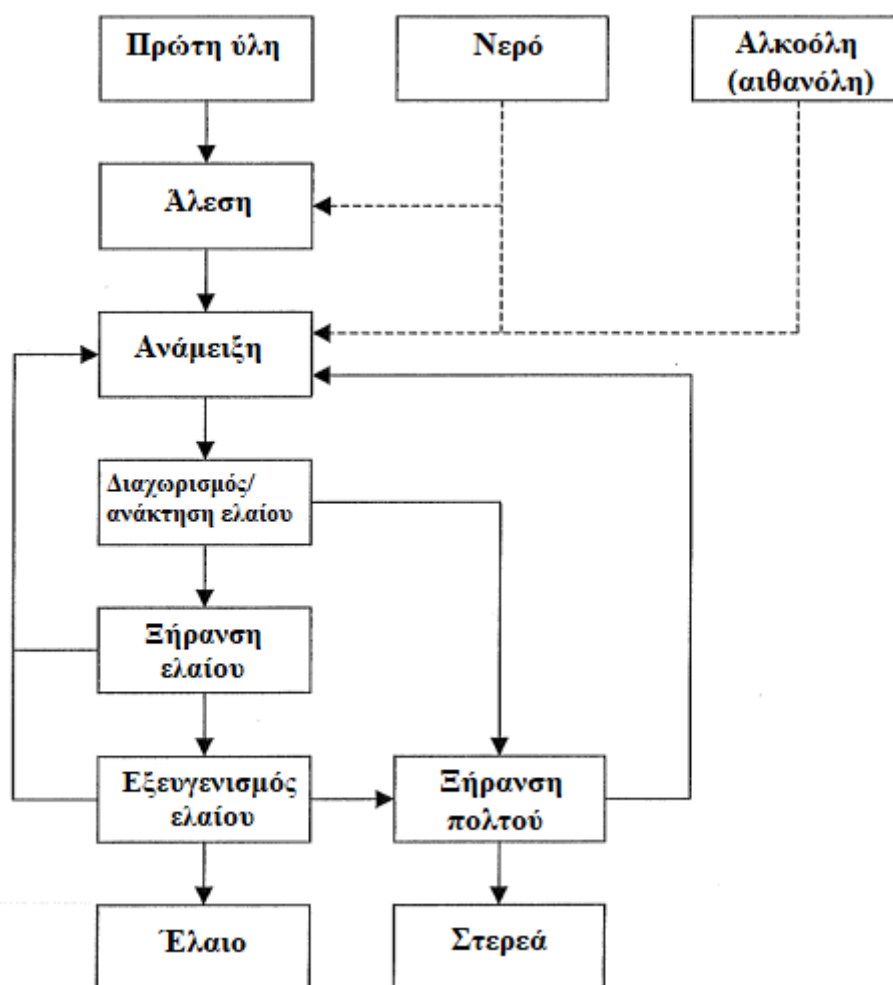 Πρώτη ύλη
Νερό
Αλκοόλη
(αιθανόλη)
Άλεση
Ανάμειξη
Διαχωρισμός/
ανάκτηση ελαίου
Ξήρανση
ελαίου
Εξευγενισμός
ελαίου
Ξήρανση
πολτού
Έλαιο
Στερεά